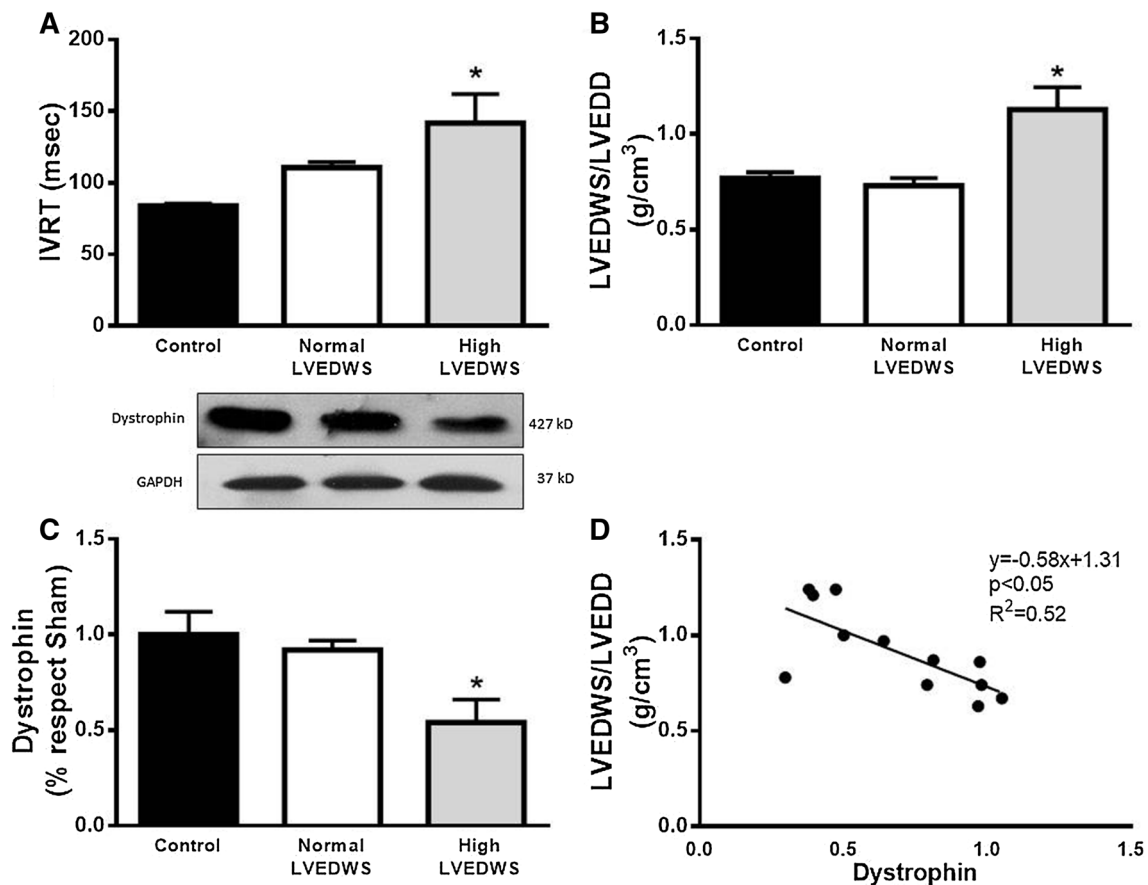 A
IVRT (msec)
200
150
100
50
0
*
Control
Normal
LVEDWS
High
LVEDWS
B
LVEDWS/LVEDD
(g/cm³)
1.5
1.0
0.5
0.0
*
Control
Normal
LVEDWS
High
LVEDWS
Dystrophin
427 kD
GAPDH
37 kD
C
Dystrophin
(% respect Sham)
1.5
1.0
0.5
0.0
*
Control
Normal
LVEDWS
High
LVEDWS
D
LVEDWS/LVEDD
(g/cm³)
1.5
1.0
0.5
0.0
y=-0.58x+1.31
p<0.05
R²=0.52
0.0 0.5 1.0 1.5
Dystrophin